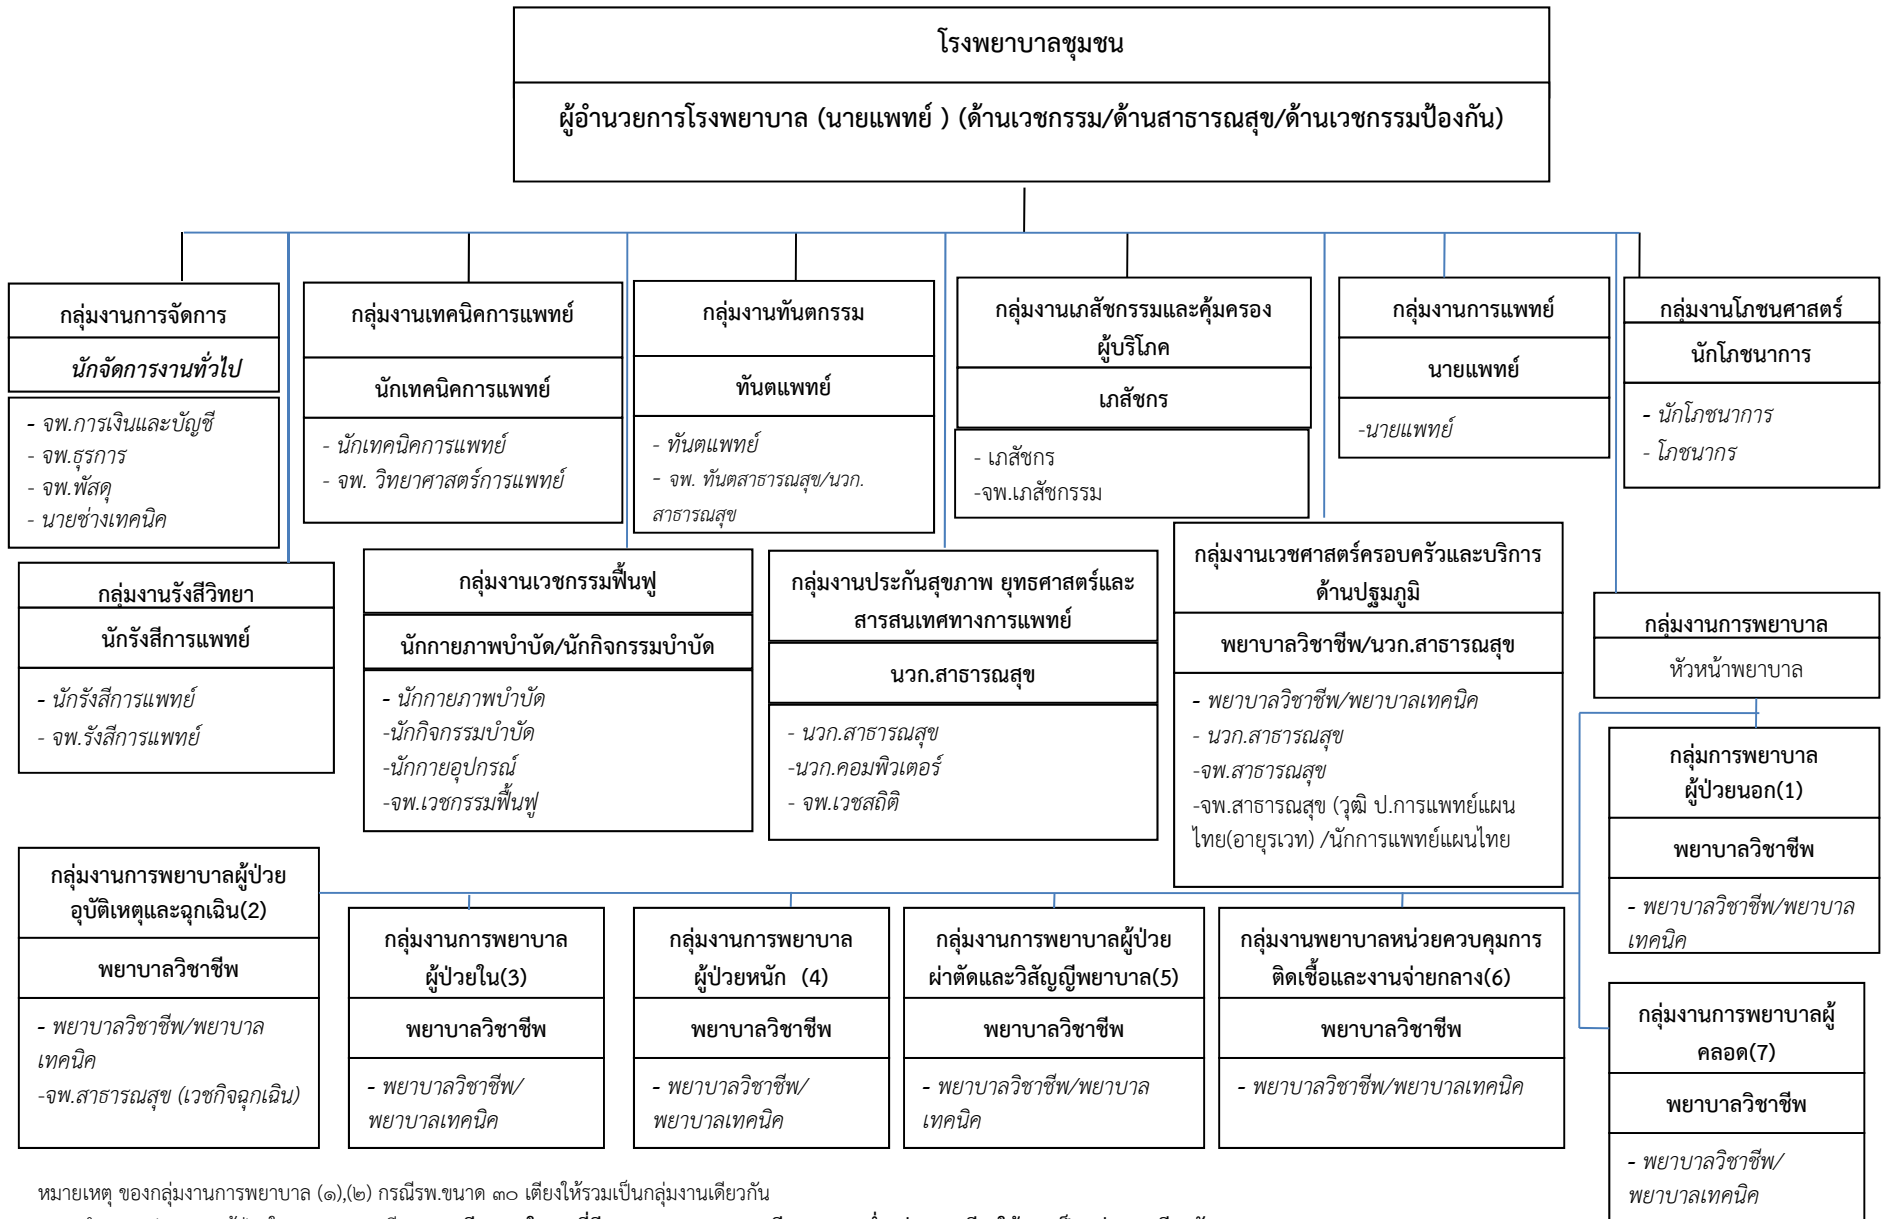 โรงพยาบาลชุมชน
ผู้อำนวยการโรงพยาบาล (นายแพทย์ ) (ด้านเวชกรรม/ด้านสาธารณสุข/ด้านเวชกรรมป้องกัน)
กลุ่มงานการจัดการ
นักจัดการงานทั่วไป
- จพ.การเงินและบัญชี
- จพ.ธุรการ
- จพ.พัสดุ
- นายช่างเทคนิค
กลุ่มงานเทคนิคการแพทย์
นักเทคนิคการแพทย์
- นักเทคนิคการแพทย์
- จพ. วิทยาศาสตร์การแพทย์
กลุ่มงานทันตกรรม
ทันตแพทย์
- ทันตแพทย์
- จพ. ทันตสาธารณสุข/นวก.
สาธารณสุข
กลุ่มงานเภสัชกรรมและคุ้มครอง
ผู้บริโภค
เภสัชกร
- เภสัชกร
-จพ.เภสัชกรรม
กลุ่มงานการแพทย์
นายแพทย์
-นายแพทย์
กลุ่มงานโภชนศาสตร์
นักโภชนาการ
- นักโภชนาการ
- โภชนากร
กลุ่มงานรังสีวิทยา
นักรังสีการแพทย์
- นักรังสีการแพทย์
- จพ.รังสีการแพทย์
กลุ่มงานเวชกรรมฟื้นฟู
นักกายภาพบำบัด/นักกิจกรรมบำบัด
- นักกายภาพบำบัด
-นักกิจกรรมบำบัด
-นักกายอุปกรณ์
-จพ.เวชกรรมฟื้นฟู
กลุ่มงานประกันสุขภาพ ยุทธศาสตร์และ
สารสนเทศทางการแพทย์
นวก.สาธารณสุข
- นวก.สาธารณสุข
-นวก.คอมพิวเตอร์
- จพ.เวชสถิติ
กลุ่มงานเวชศาสตร์ครอบครัวและบริการ
ด้านปฐมภูมิ
พยาบาลวิชาชีพ/นวก.สาธารณสุข
- พยาบาลวิชาชีพ/พยาบาลเทคนิค
- นวก.สาธารณสุข
-จพ.สาธารณสุข
-จพ.สาธารณสุข (วุฒิ ป.การแพทย์แผน
ไทย(อายุรเวท) /นักการแพทย์แผนไทย
กลุ่มงานการพยาบาล
หัวหน้าพยาบาล
กลุ่มการพยาบาล
ผู้ป่วยนอก(1)
พยาบาลวิชาชีพ
- พยาบาลวิชาชีพ/พยาบาล
เทคนิค
กลุ่มงานการพยาบาลผู้ป่วย
อุบัติเหตุและฉุกเฉิน(2)
พยาบาลวิชาชีพ
- พยาบาลวิชาชีพ/พยาบาล
เทคนิค
-จพ.สาธารณสุข (เวชกิจฉุกเฉิน)
กลุ่มงานการพยาบาล
ผู้ป่วยใน(3)
พยาบาลวิชาชีพ
- พยาบาลวิชาชีพ/
พยาบาลเทคนิค
กลุ่มงานการพยาบาล
ผู้ป่วยหนัก (4)
พยาบาลวิชาชีพ
- พยาบาลวิชาชีพ/
พยาบาลเทคนิค
กลุ่มงานการพยาบาลผู้ป่วย
ผ่าตัดและวิสัญญีพยาบาล(5)
พยาบาลวิชาชีพ
- พยาบาลวิชาชีพ/พยาบาล
เทคนิค
กลุ่มงานพยาบาลหน่วยควบคุมการ
ติดเชื้อและงานจ่ายกลาง(6)
พยาบาลวิชาชีพ
- พยาบาลวิชาชีพ/พยาบาลเทคนิค
กลุ่มงานการพยาบาลผู้
คลอด(7)
พยาบาลวิชาชีพ
- พยาบาลวิชาชีพ/
พยาบาลเทคนิค
หมายเหตุ ของกลุ่มงานการพยาบาล (๑),(๒) กรณีรพ.ขนาด ๓๐ เตียงให้รวมเป็นกลุ่มงานเดียวกัน